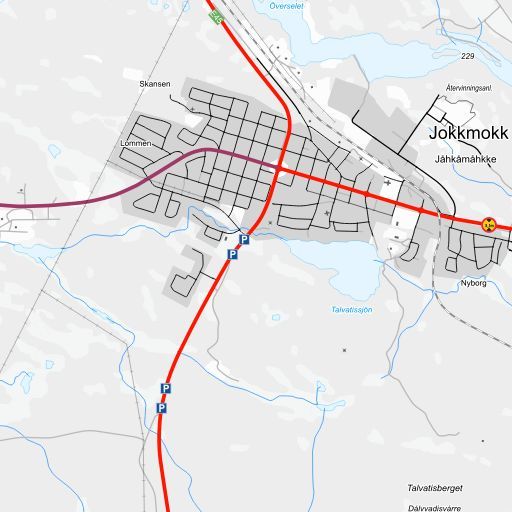 Överselet
E45
229
Skansen
Återvinningsanl.
Lommen
Jokkmokk
Jåhkåmåhkke
P
P
Nyborg
Talvatissjön
P
P
Talvatisberget
Dálvvadisvárre